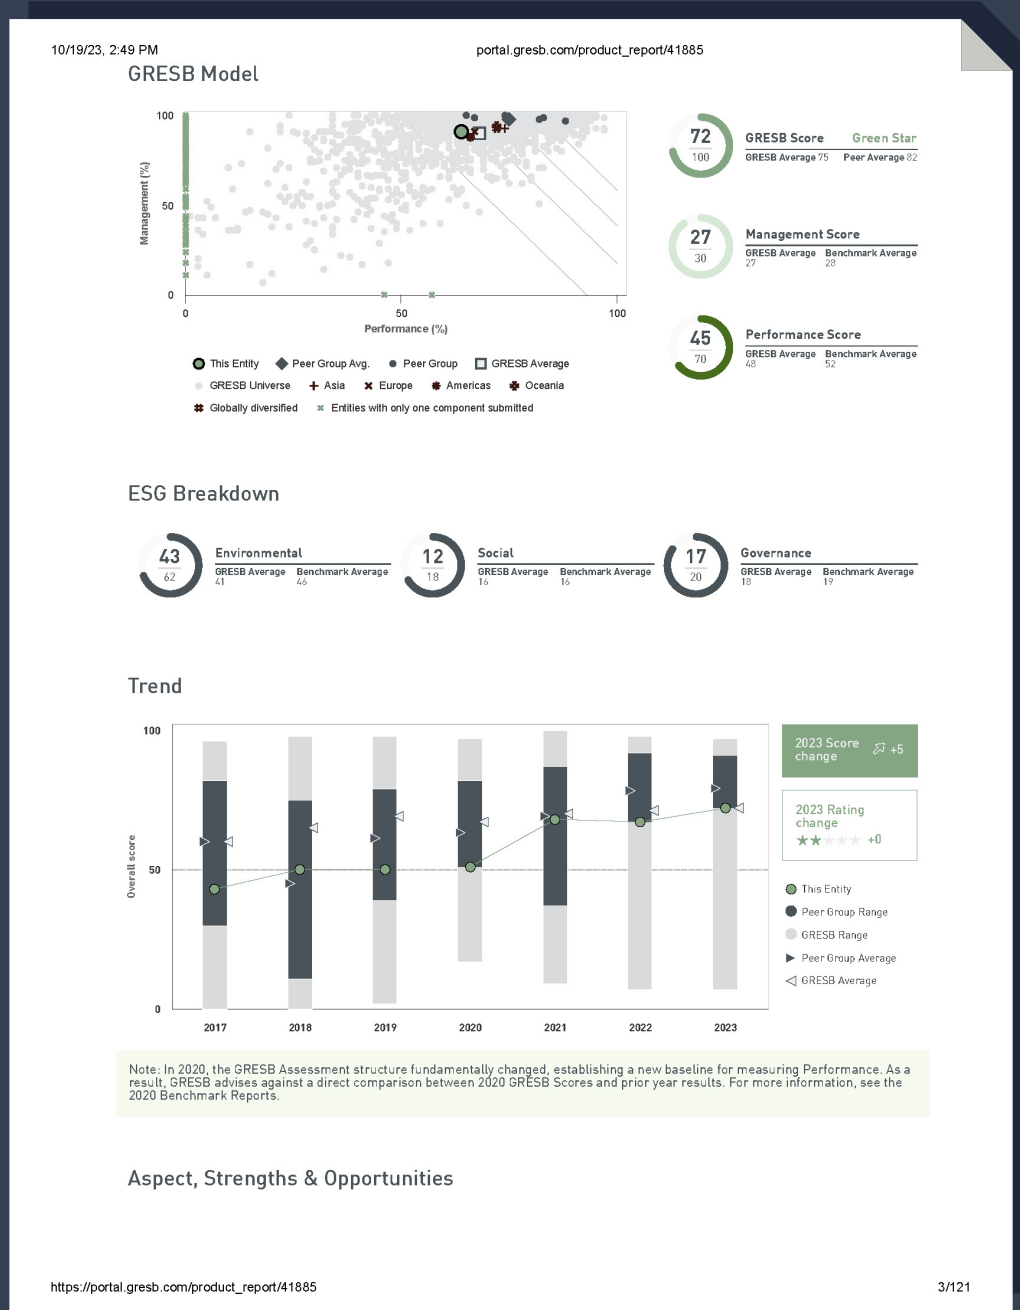 10/19/23, 2:49 PM
portal.gresb.com/product_report/41885
GRESB Model
100
50
0
Management (%)
0
50
100
Performance (%)
This Entity
Peer Group Avg.
Peer Group
GRESB Average
GRESB Universe
Asia
Europe
Americas
Oceania
Globally diversified
Entities with only one component submitted
72
100
GRESB Score
Green Star
GRESB Average 75
Peer Average 82
27
30
Management Score
GRESB Average
27
Benchmark Average
28
45
70
Performance Score
GRESB Average
48
Benchmark Average
52
ESG Breakdown
43
62
Environmental
GRESB Average
41
Benchmark Average
46
12
18
Social
GRESB Average
16
Benchmark Average
16
17
20
Governance
GRESB Average
18
Benchmark Average
19
Trend
100
50
0
Overall score
2017
2018
2019
2020
2021
2022
2023
2023 Score
change
+5
2023 Rating
change
+0
This Entity
Peer Group Range
GRESB Range
Peer Group Average
GRESB Average
Note: In 2020, the GRESB Assessment structure fundamentally changed, establishing a new baseline for measuring Performance. As a
result, GRESB advises against a direct comparison between 2020 GRESB Scores and prior year results. For more information, see the
2020 Benchmark Reports.
Aspect, Strengths & Opportunities
https://portal.gresb.com/product_report/41885
3/121